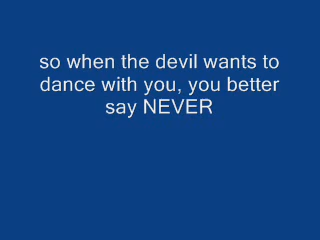 so when the devil wants to
dance with you, you better
say NEVER